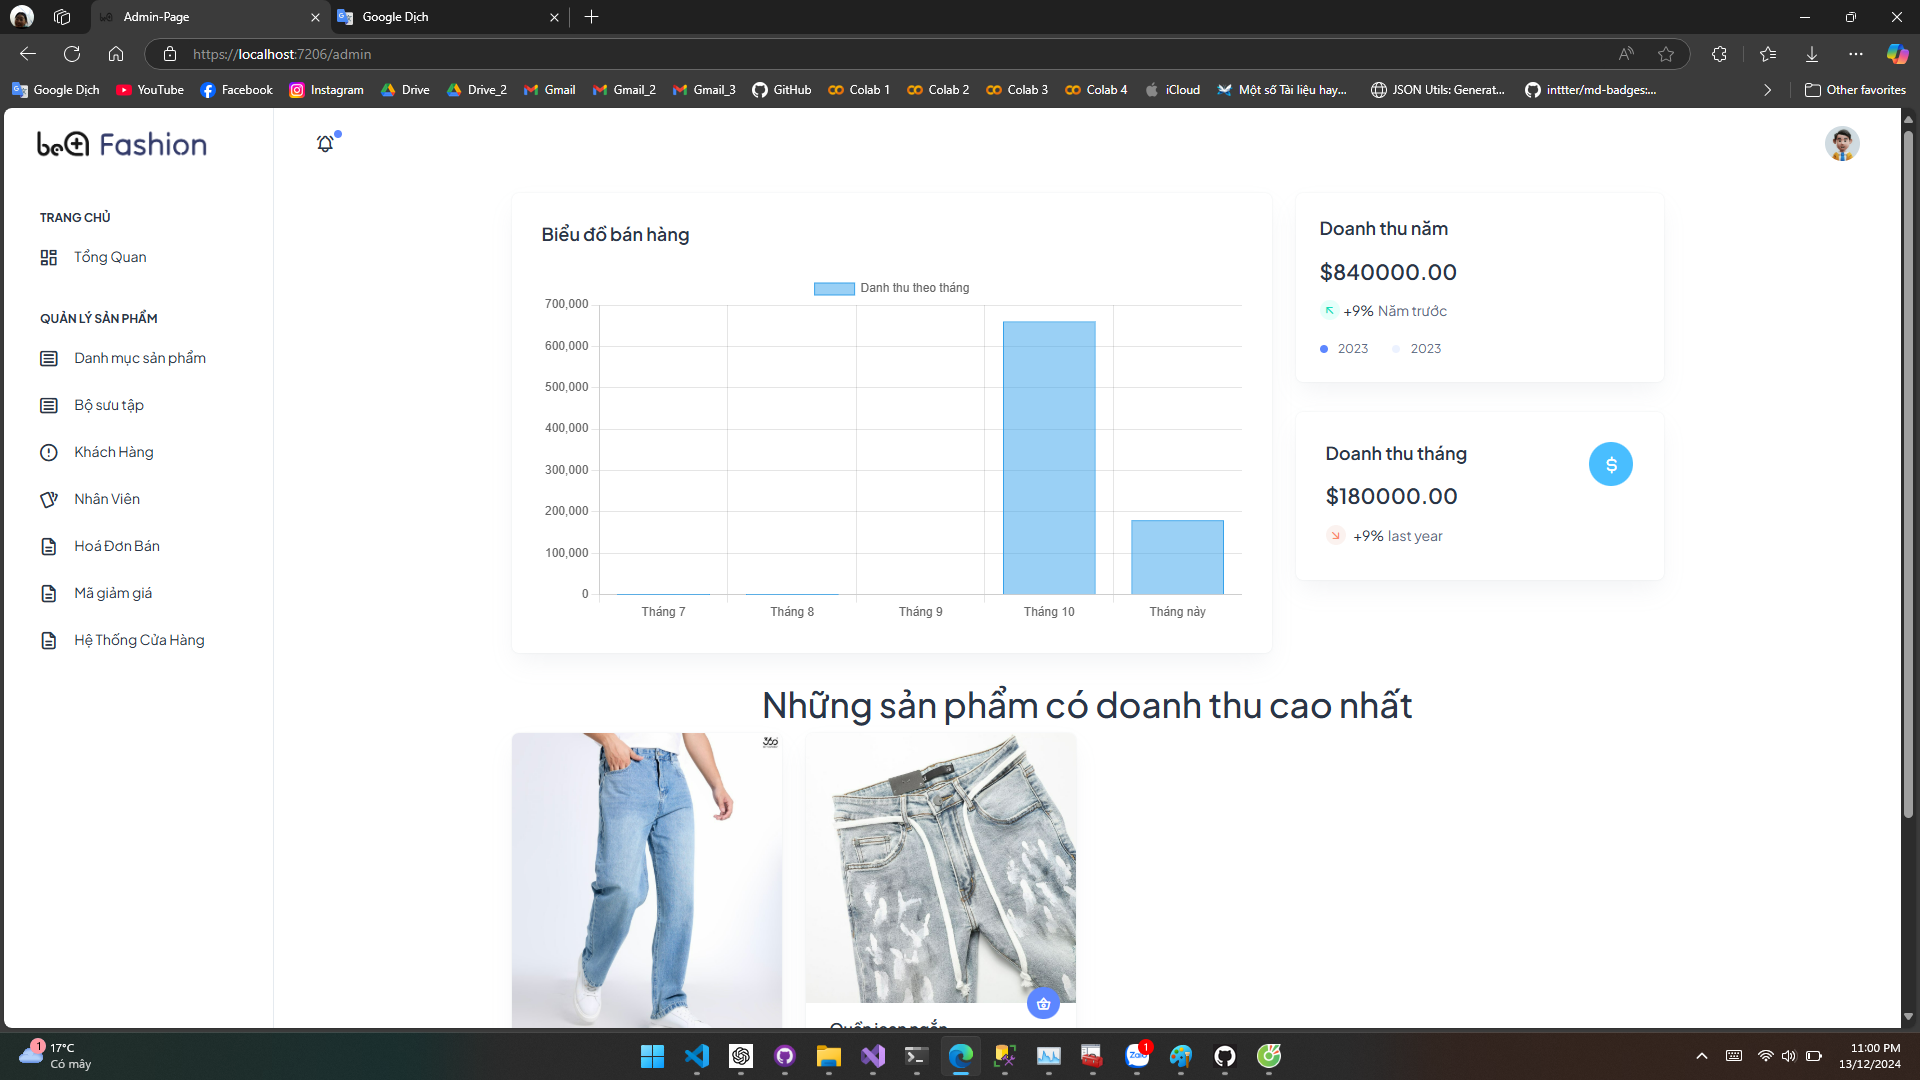 Admin-Page
Google Dịch
https://localhost:7206/admin
Google Dịch
YouTube
Facebook
Instagram
Drive
Drive_2
Gmail
Gmail_2
Gmail_3
GitHub
Colab 1
Colab 2
Colab 3
Colab 4
iCloud
Một số Tài liệu hay...
JSON Utils: Generat...
inttter/md-badges:...
Other favorites
be Fashion
TRANG CHỦ
Tổng Quan
QUẢN LÝ SẢN PHẨM
Danh mục sản phẩm
Bộ sưu tập
Khách Hàng
Nhân Viên
Hoá Đơn Bán
Mã giảm giá
Hệ Thống Cửa Hàng
Biểu đồ bán hàng
Danh thu theo tháng
700,000
600,000
500,000
400,000
300,000
200,000
100,000
0
Tháng 7
Tháng 8
Tháng 9
Tháng 10
Tháng này
Doanh thu năm
$840000.00
+9% Năm trước
2023
2023
Doanh thu tháng
$180000.00
$
+9% last year
Những sản phẩm có doanh thu cao nhất
360
Quần jean ngắn
1
17°C
Có mây
Zalo
1
11:00 PM
13/12/2024